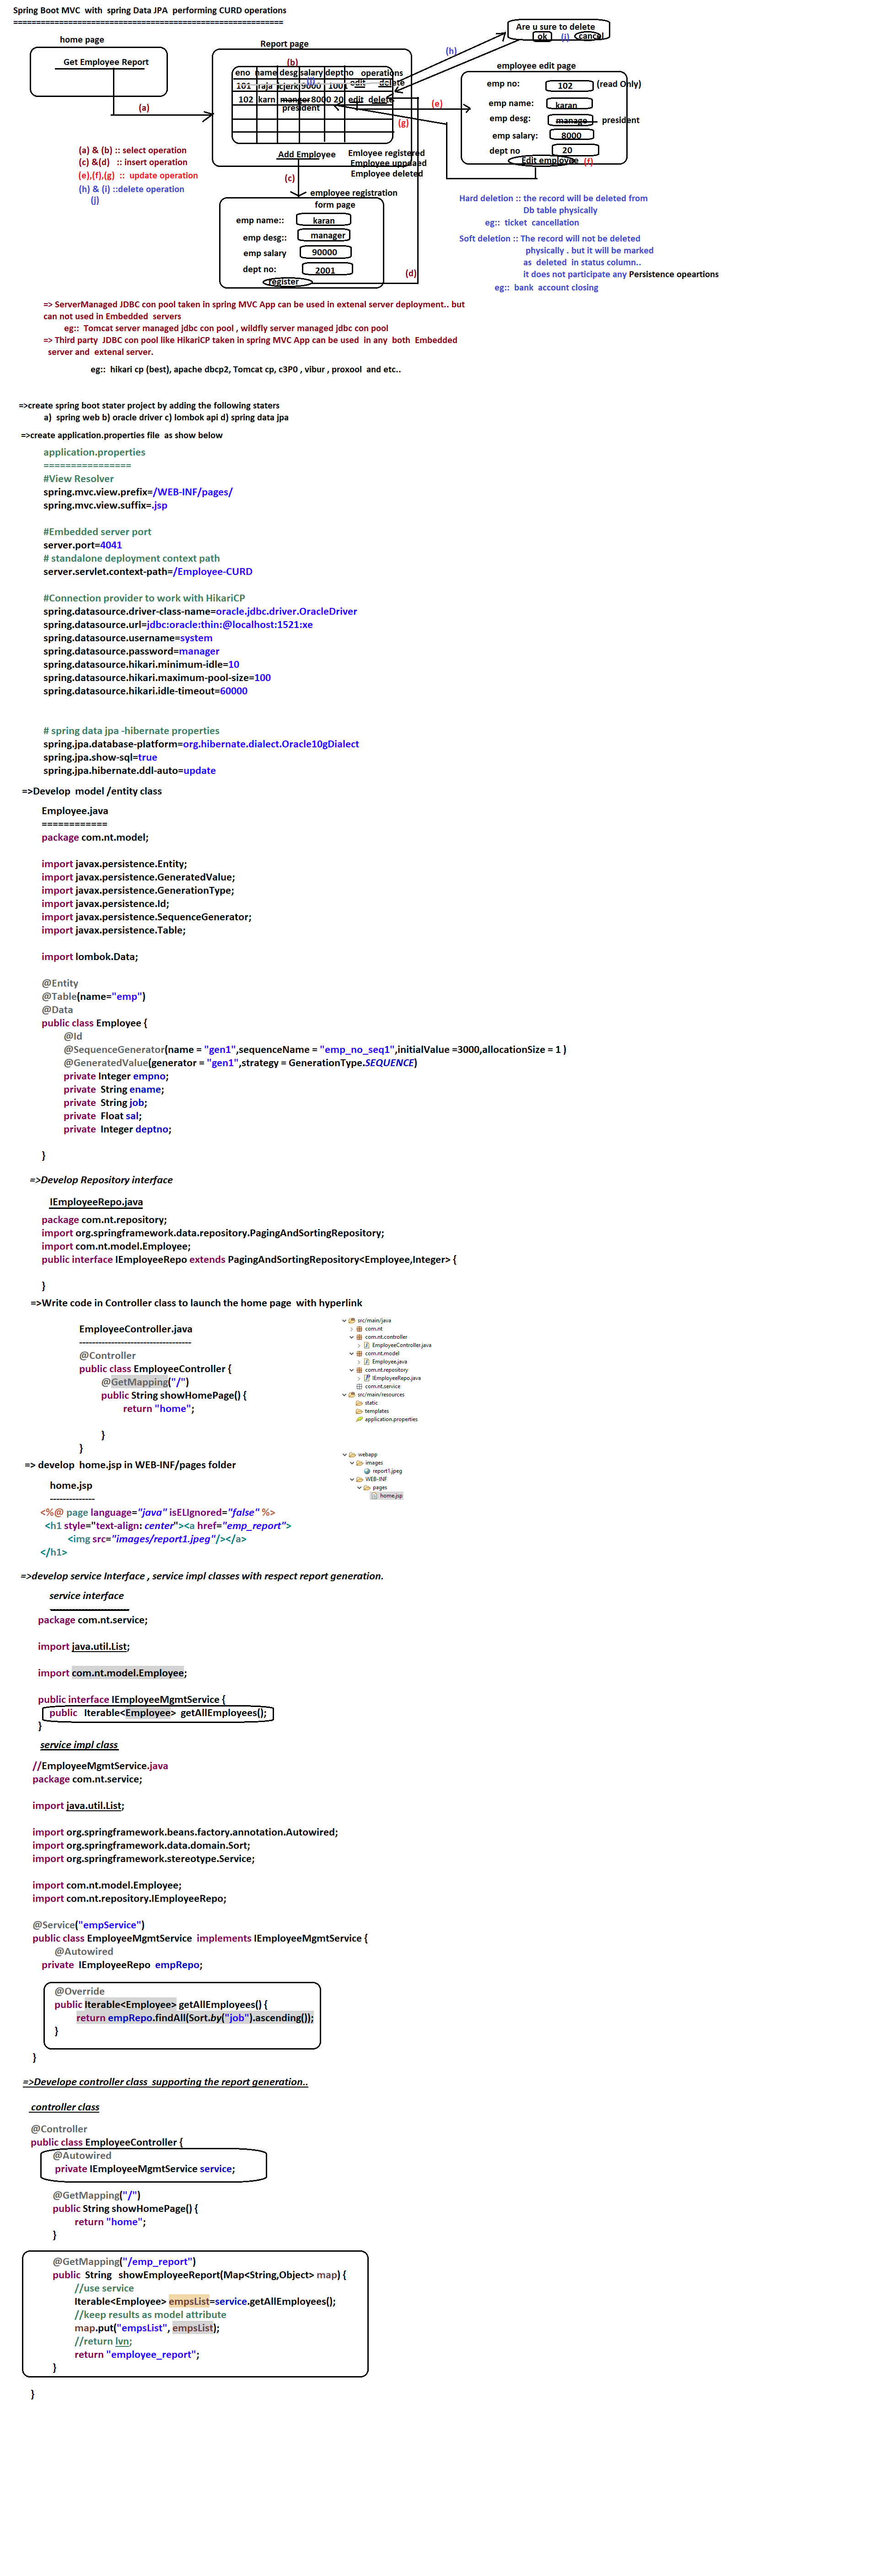 Spring Boot MVC with spring Data JPA performing CURD operations
==========================================================
home page
Get Employee Report
(a)
Report page
(b)
eno name desg salary deptno operations
101 raja clerk 9000 1001 edit delete
(j)
102 karn manger 8000 20 edit delete
president
(g)
Add Employee
(c)
Emloyee registered
Employee uppdaed
Employee deleted
(h)
Are u sure to delete
ok (i) cancel
employee edit page
(e)
emp no: 102 (read Only)
emp name: karan
emp desg: manage president
emp salary: 8000
dept no 20
Edit employee (f)
(a) & (b) :: select operation
(c) &(d) :: insert operation
(e),(f),(g) :: update operation
(h) & (i) ::delete operation
(j)
employee registration
form page
emp name:: karan
emp desg:: manager
emp salary 90000
dept no: 2001
register
(d)
Hard deletion :: the record will be deleted from
Db table physically
eg:: ticket cancellation
Soft deletion :: The record will not be deleted
physically . but it will be marked
as deleted in status column..
it does not participate any Persistence opeartions
eg:: bank account closing
=> ServerManaged JDBC con pool taken in spring MVC App can be used in extenal server deployment.. but
can not used in Embedded servers
eg:: Tomcat server managed jdbc con pool , wildfly server managed jdbc con pool
=> Third party JDBC con pool like HikariCP taken in spring MVC App can be used in any both Embedded
server and extenal server.
eg:: hikari cp (best), apache dbcp2, Tomcat cp, c3P0 , vibur , proxool and etc..
=>create spring boot stater project by adding the following staters
a) spring web b) oracle driver c) lombok api d) spring data jpa
=>create application.properties file as show below
application.properties
================
#View Resolver
spring.mvc.view.prefix=/WEB-INF/pages/
spring.mvc.view.suffix=.jsp
#Embedded server port
server.port=4041
# standalone deployment context path
server.servlet.context-path=/Employee-CURD
#Connection provider to work with HikariCP
spring.datasource.driver-class-name=oracle.jdbc.driver.OracleDriver
spring.datasource.url=jdbc:oracle:thin:@localhost:1521:xe
spring.datasource.username=system
spring.datasource.password=manager
spring.datasource.hikari.minimum-idle=10
spring.datasource.hikari.maximum-pool-size=100
spring.datasource.hikari.idle-timeout=60000
# spring data jpa -hibernate properties
spring.jpa.database-platform=org.hibernate.dialect.Oracle10gDialect
spring.jpa.show-sql=true
spring.jpa.hibernate.ddl-auto=update
=>Develop model /entity class
Employee.java
============
package com.nt.model;
import javax.persistence.Entity;
import javax.persistence.GeneratedValue;
import javax.persistence.GenerationType;
import javax.persistence.Id;
import javax.persistence.SequenceGenerator;
import javax.persistence.Table;
import lombok.Data;
@Entity
@Table(name="emp")
@Data
public class Employee {
@Id
@SequenceGenerator(name = "gen1",sequenceName = "emp_no_seq1",initialValue =3000,allocationSize = 1 )
@GeneratedValue(generator = "gen1",strategy = GenerationType.SEQUENCE)
private Integer empno;
private String ename;
private String job;
private Float sal;
private Integer deptno;
}
=>Develop Repository interface
IEmployeeRepo.java
package com.nt.repository;
import org.springframework.data.repository.PagingAndSortingRepository;
import com.nt.model.Employee;
public interface IEmployeeRepo extends PagingAndSortingRepository<Employee,Integer> {
}
=>Write code in Controller class to launch the home page with hyperlink
EmployeeController.java
-----------------------------------
@Controller
public class EmployeeController {
@GetMapping("/")
public String showHomePage() {
return "home";
}
}
src/main/java
com.nt
com.nt.controller
EmployeeController.java
com.nt.model
Employee.java
com.nt.repository
IEmployeeRepo.java
com.nt.service
src/main/resources
static
templates
application.properties
webapp
images
report1.jpeg
WEB-INF
pages
home.jsp
=> develop home.jsp in WEB-INF/pages folder
home.jsp
--------------
<%@ page language="java" isELIgnored="false" %>
<h1 style="text-align: center"><a href="emp_report">
<img src="images/report1.jpeg"/></a>
</h1>
=>develop service Interface , service impl classes with respect report generation.
service interface
-------------------------
package com.nt.service;
import java.util.List;
import com.nt.model.Employee;
public interface IEmployeeMgmtService {
public Iterable<Employee> getAllEmployees();
}
service impl class
//EmployeeMgmtService.java
package com.nt.service;
import java.util.List;
import org.springframework.beans.factory.annotation.Autowired;
import org.springframework.data.domain.Sort;
import org.springframework.stereotype.Service;
import com.nt.model.Employee;
import com.nt.repository.IEmployeeRepo;
@Service("empService")
public class EmployeeMgmtService implements IEmployeeMgmtService {
@Autowired
private IEmployeeRepo empRepo;
@Override
public Iterable<Employee> getAllEmployees() {
return empRepo.findAll(Sort.by("job").ascending());
}
}
=>Develope controller class supporting the report generation..
controller class
@Controller
public class EmployeeController {
@Autowired
private IEmployeeMgmtService service;
@GetMapping("/")
public String showHomePage() {
return "home";
}
@GetMapping("/emp_report")
public String showEmployeeReport(Map<String,Object> map) {
//use service
Iterable<Employee> empsList=service.getAllEmployees();
//keep results as model attribute
map.put("empsList", empsList);
//return lvn;
return "employee_report";
}
}